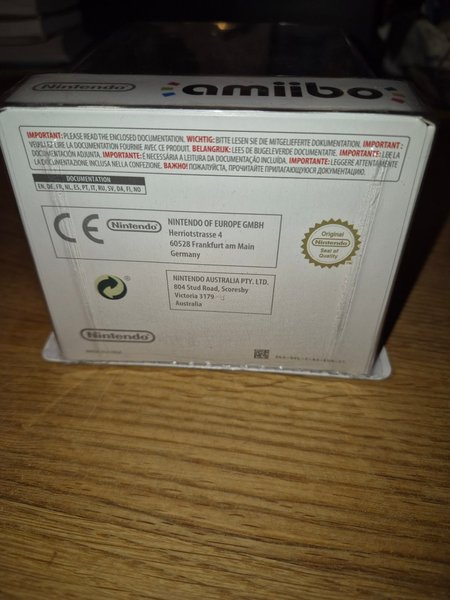 Nintendo amiibo
IMPORTANT: PLEASE READ THE ENCLOSED DOCUMENTATION. WICHTIG: BITTE LESEN SIE DIE MITGELIEFERTE DOKUMENTATION. IMPORTANT :
VEUILLEZ LIRE LA DOCUMENTATION FOURNIE AVEC CE PRODUIT. BELANGRIJK: LEES DE BIJGELEVERDE DOCUMENTATIE. IMPORTANTE: LEE LA
DOCUMENTACIÓN ADJUNTA. IMPORTANTE: É NECESSÁRIA A LEITURA DA DOCUMENTAÇÃO INCLUÍDA. IMPORTANTE: LEGGERE ATTENTAMENTE
LA DOCUMENTAZIONE INCLUSA NELLA CONFEZIONE. ВАЖНО! ПОЖАЛУЙСТА, ПРОЧИТАЙТЕ ПРИЛАГАЮЩУЮСЯ ДОКУМЕНТАЦИЮ.
DOCUMENTATION
EN, DE, FR, NL, ES, PT, IT, RU, SV, DA, FI, NO
CE Nintendo
NINTENDO OF EUROPE GMBH
Herriotstrasse 4
60528 Frankfurt am Main
Germany
Original
Nintendo
Seal of
Quality
TM
NINTENDO AUSTRALIA PTY. LTD.
804 Stud Road, Scoresby
Victoria 3179
Australia
Nintendo